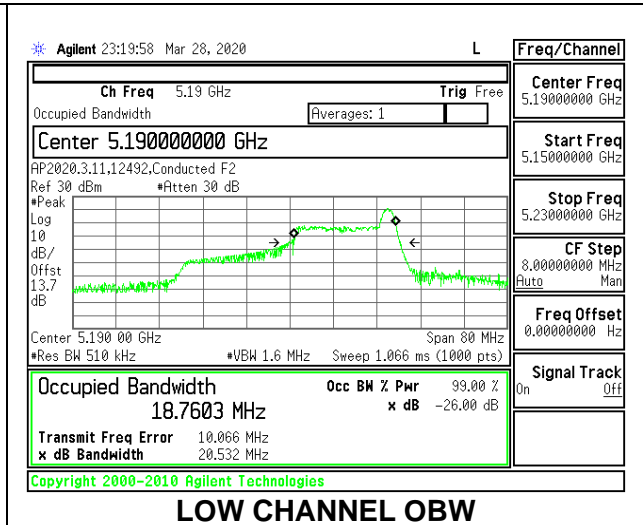 Agilent 23:19:58 Mar 28, 2020 L Freq/Channel
Ch Freq 5.19 GHz Trig Free
Occupied Bandwidth Averages: 1
Center 5.190000000 GHz
AP2020.3.11,12492,Conducted F2
Ref 30 dBm #Atten 30 dB
#Peak
Log
10
dB/
Offst
13.7
dB
Center 5.190 00 GHz Span 80 MHz
#Res BW 510 kHz #VBW 1.6 MHz Sweep 1.066 ms (1000 pts)
Occupied Bandwidth Occ BW % Pwr 99.00 %
18.7603 MHz x dB -26.00 dB
Transmit Freq Error 10.066 MHz
x dB Bandwidth 20.532 MHz
Center Freq
5.19000000 GHz
Start Freq
5.15000000 GHz
Stop Freq
5.23000000 GHz
CF Step
8.00000000 MHz
Auto Man
Freq Offset
0.00000000 Hz
Signal Track
On Off
Copyright 2000-2010 Agilent Technologies
LOW CHANNEL OBW